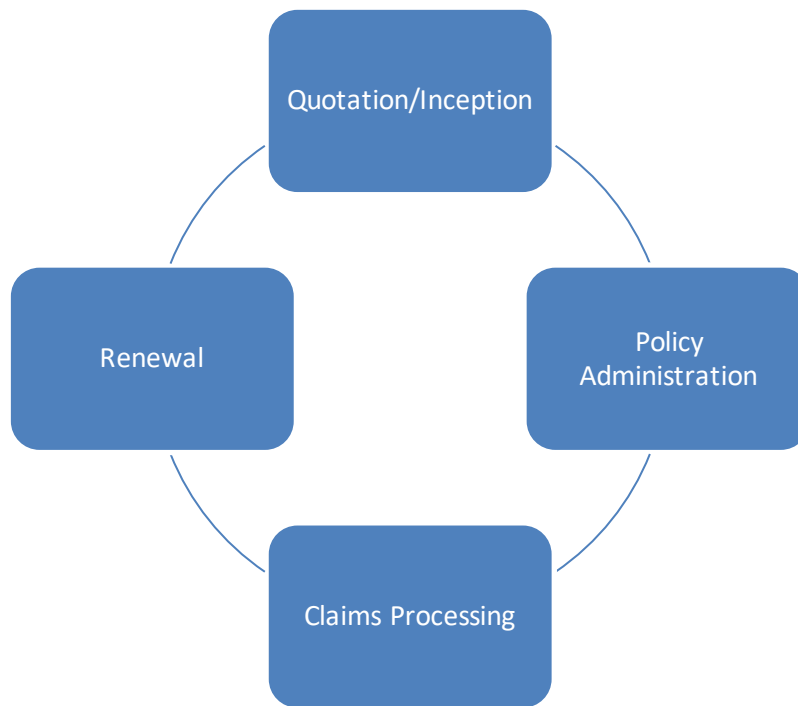 Quotation/Inception
Renewal
Policy
Administration
Claims Processing